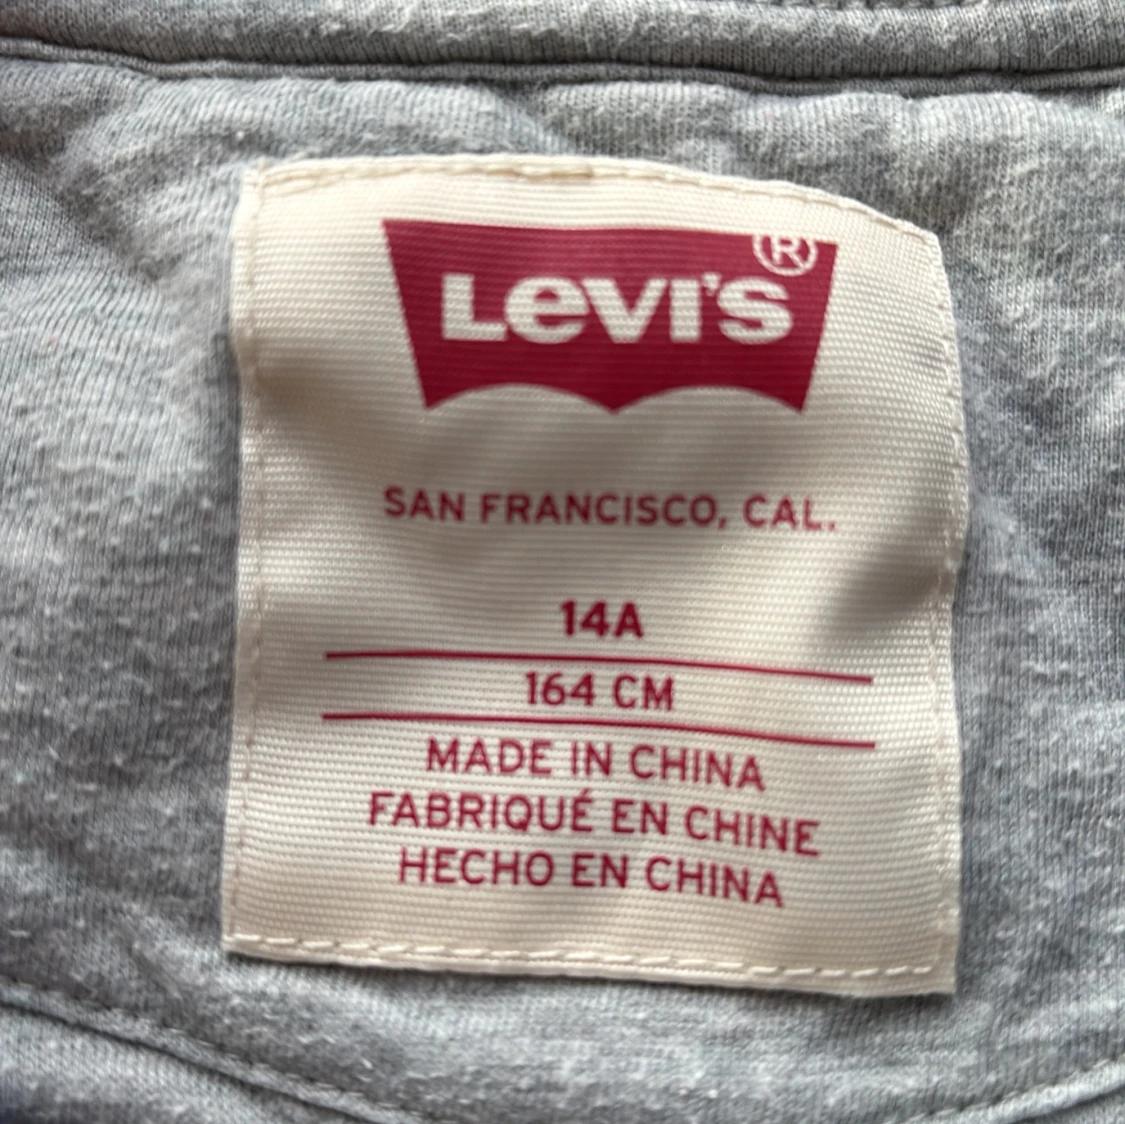 LEVI'S®
SAN FRANCISCO, CAL.
14A
164 CM
MADE IN CHINA
FABRIQUÉ EN CHINE
HECHO EN CHINA